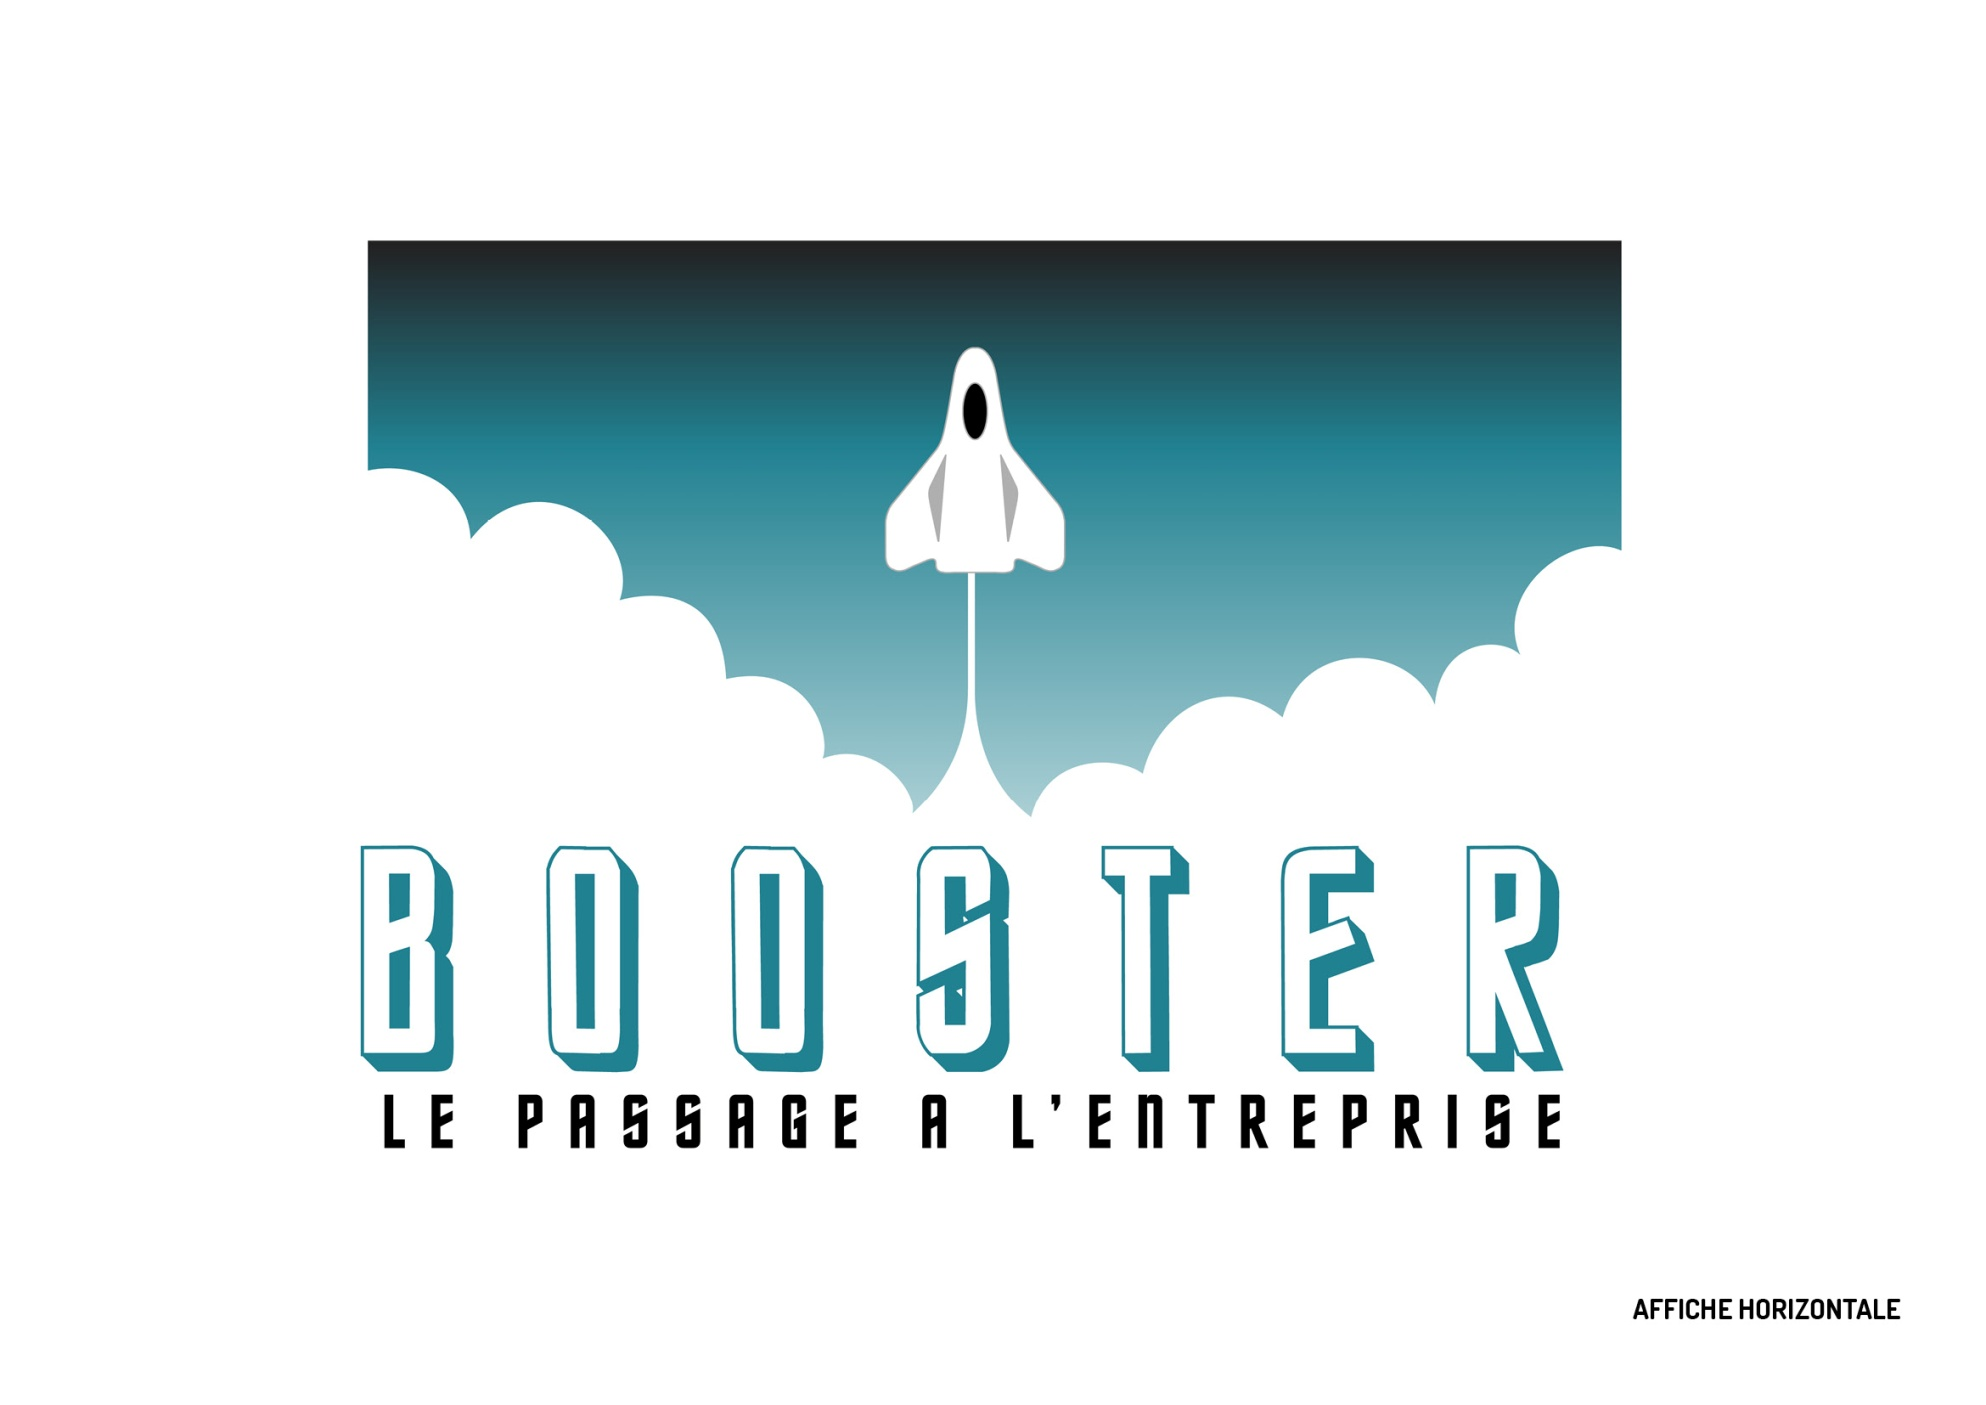 BOOSTER
LE PASSAGE A L'ENTREPRISE
AFFICHE HORIZONTALE